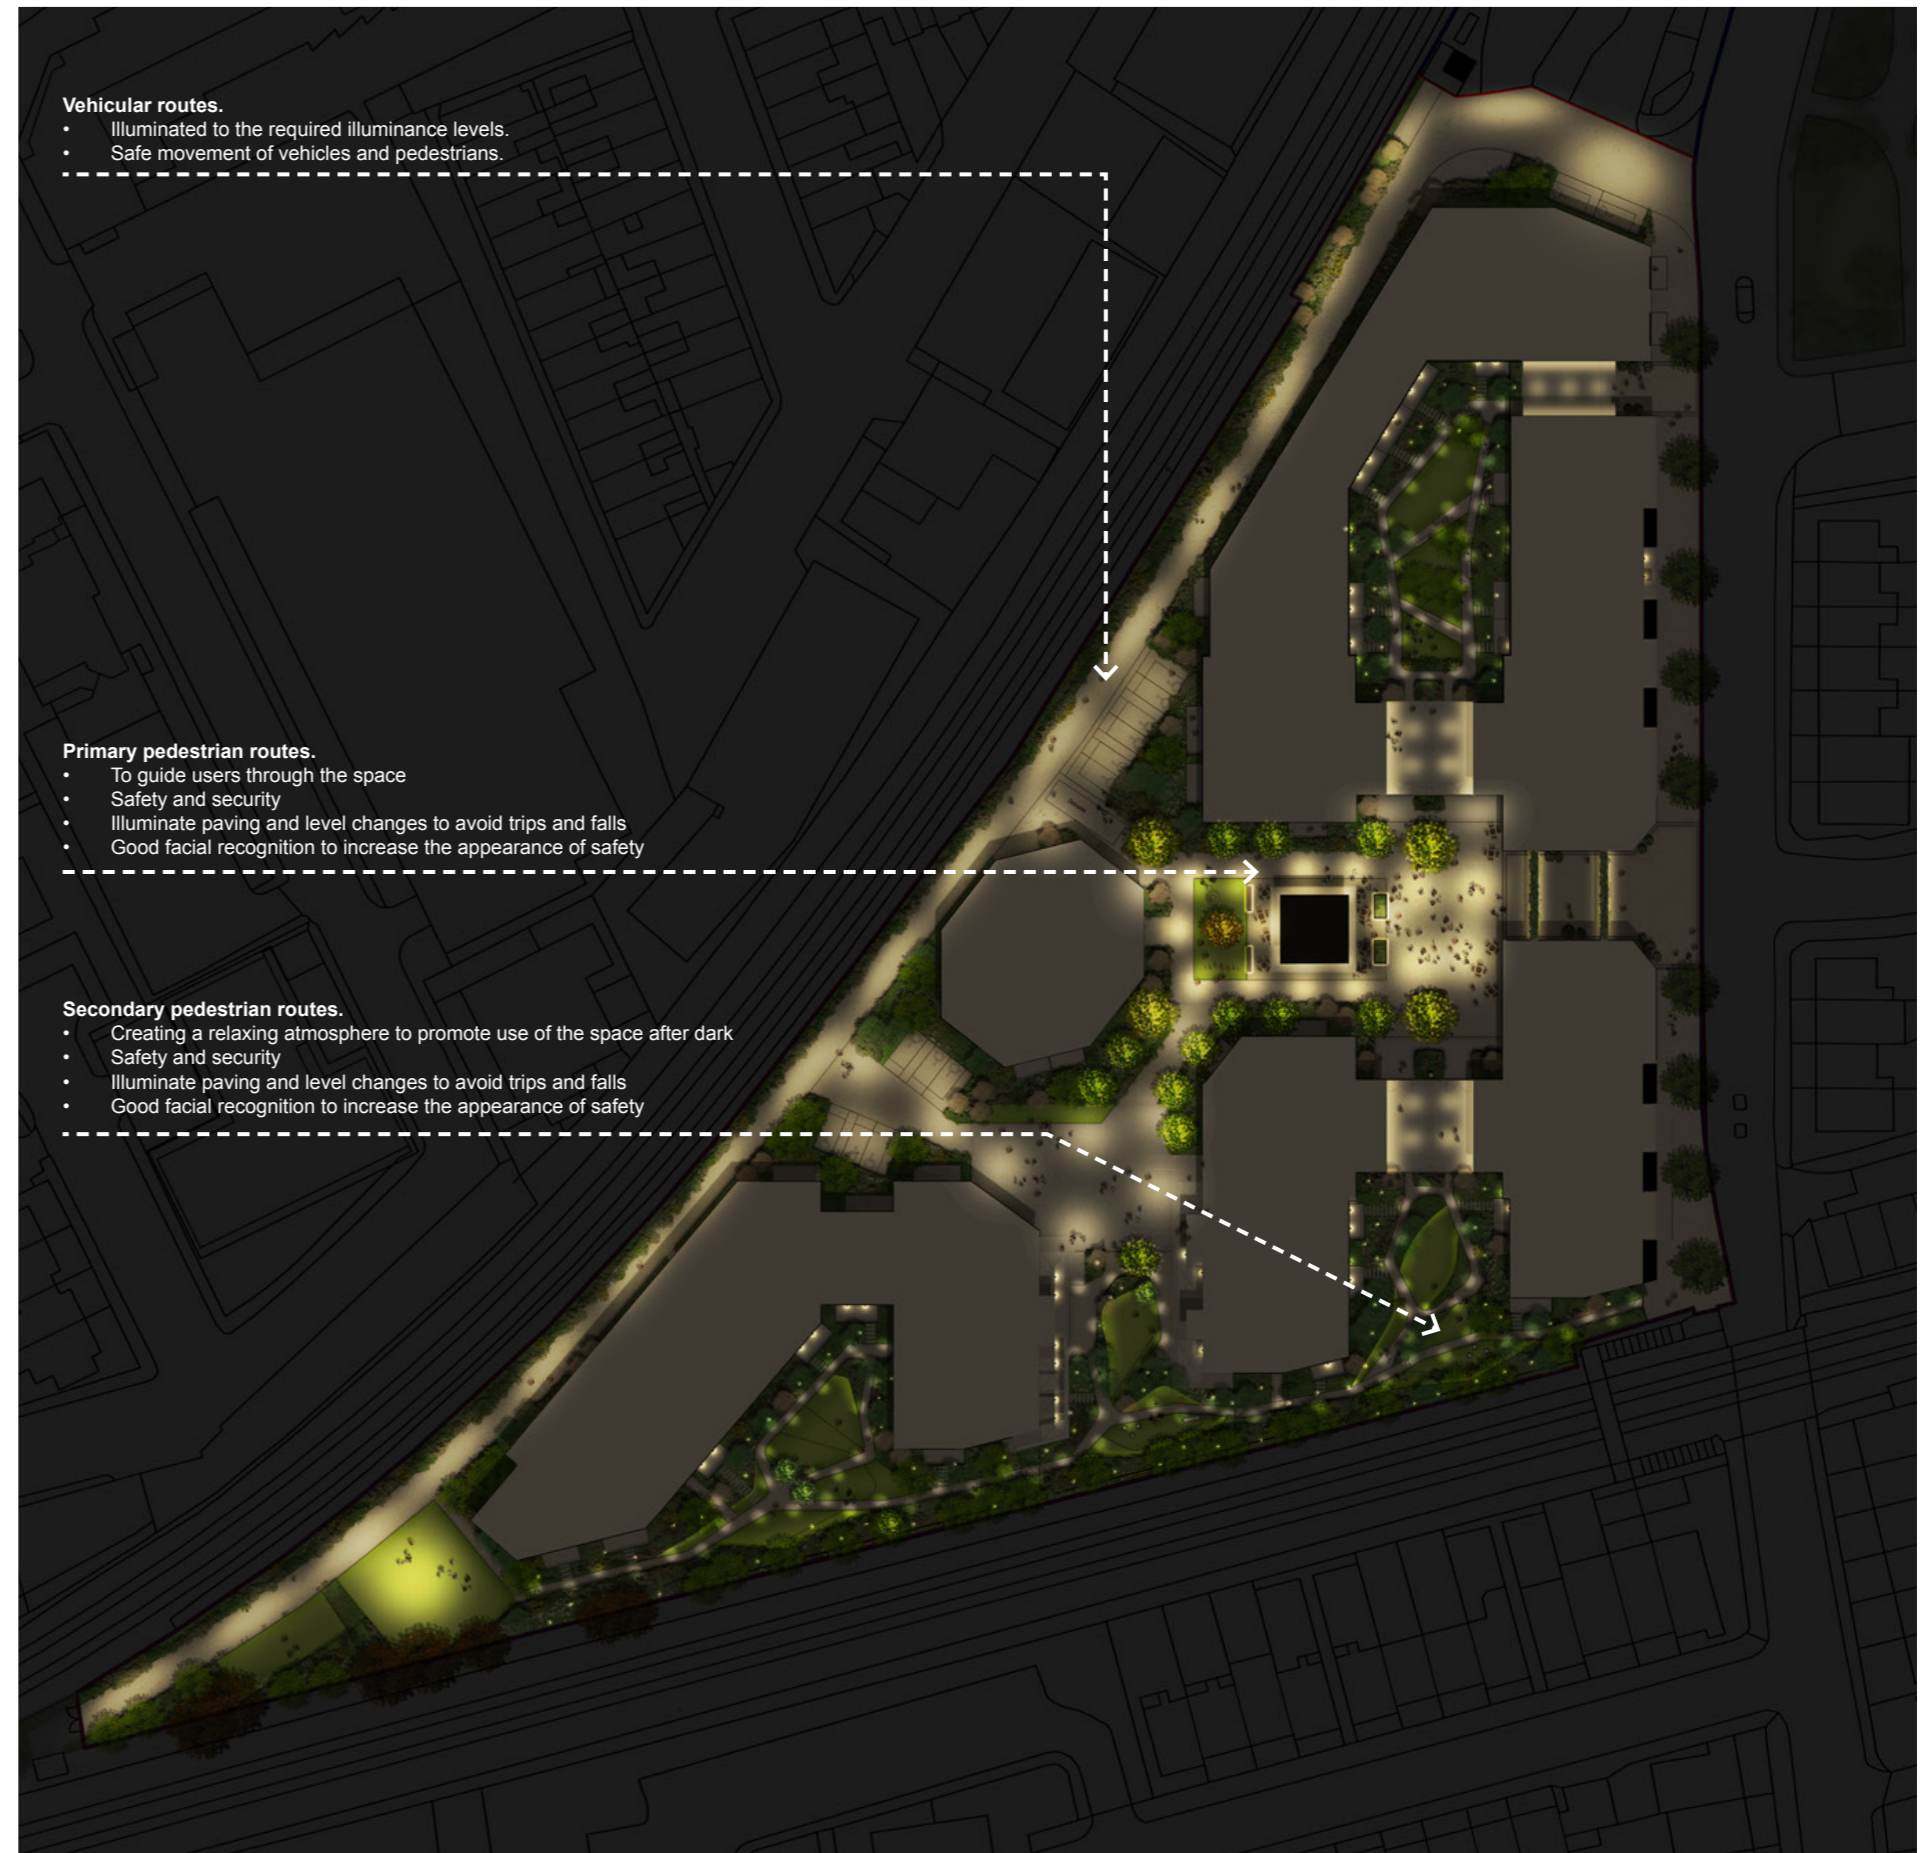 Vehicular routes.
• Illuminated to the required illuminance levels.
• Safe movement of vehicles and pedestrians.
Primary pedestrian routes.
• To guide users through the space
• Safety and security
• Illuminate paving and level changes to avoid trips and falls
• Good facial recognition to increase the appearance of safety
Secondary pedestrian routes.
• Creating a relaxing atmosphere to promote use of the space after dark
• Safety and security
• Illuminate paving and level changes to avoid trips and falls
• Good facial recognition to increase the appearance of safety